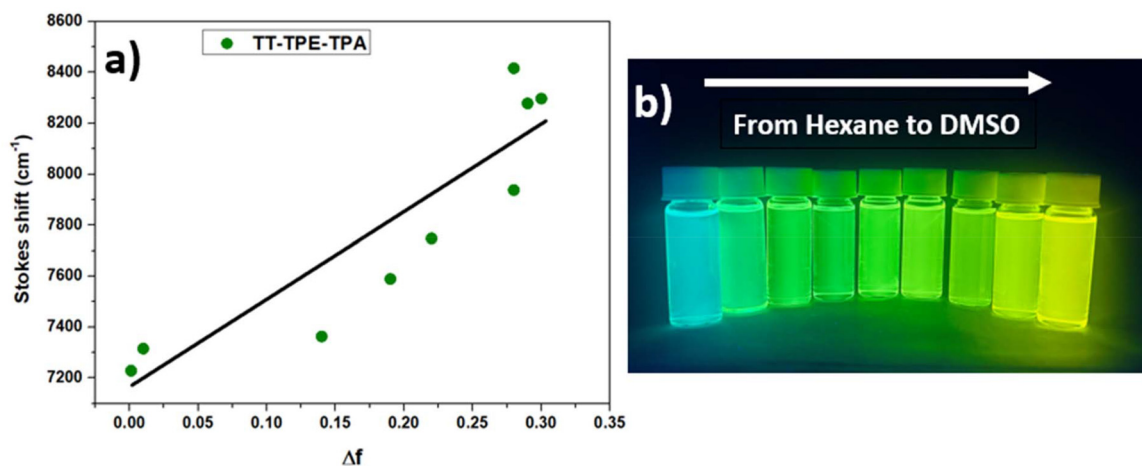 a)
TT-TPE-TPA
8600
8400
8200
8000
7800
7600
7400
7200
Stokes shift (cm⁻¹)
0.00 0.05 0.10 0.15 0.20 0.25 0.30 0.35
Δf
b)
From Hexane to DMSO